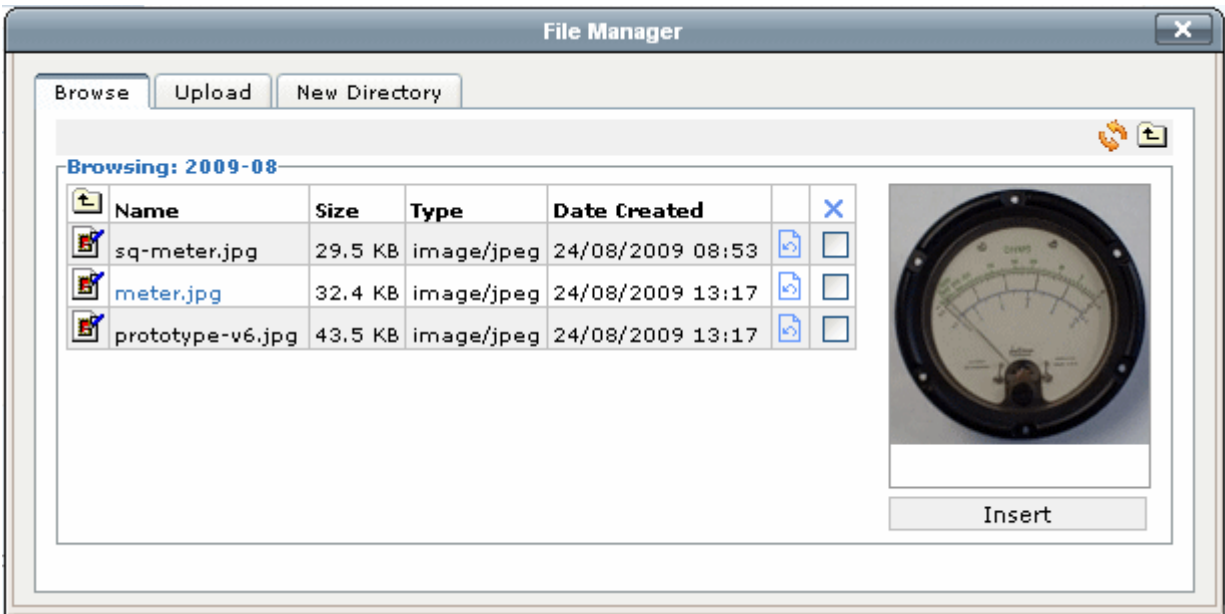 File Manager
Browse Upload New Directory
Browsing: 2009-08
Name Size Type Date Created
sq-meter.jpg 29.5 KB image/jpeg 24/08/2009 08:53
meter.jpg 32.4 KB image/jpeg 24/08/2009 13:17
prototype-v6.jpg 43.5 KB image/jpeg 24/08/2009 13:17
OHMS
Insert